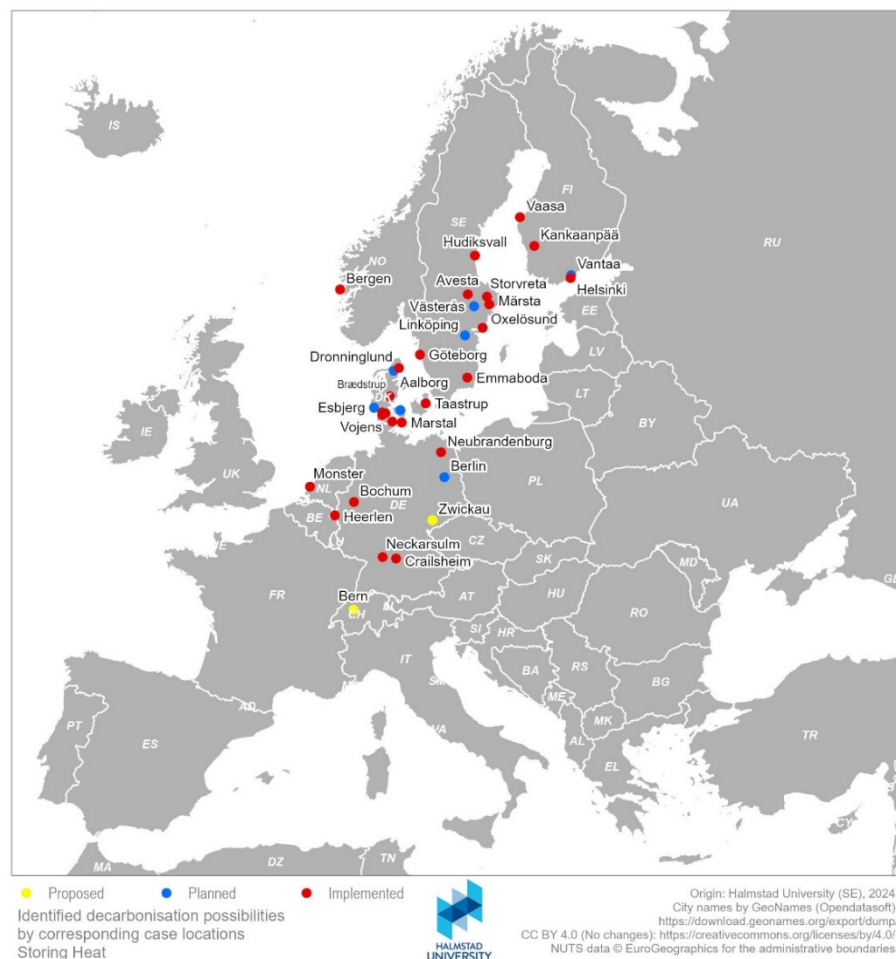 IS
FI
Vaasa
SE
Kankaanpää
Hudiksvall
RU
NO
Vantaa
Bergen
Avesta
Storvreta
Helsinki
Västerås
Märsta
EE
Linköping
Oxelösund
Dronninglund
Göteborg
LV
Brædstrup
Aalborg
Emmaboda
DK
LT
Esbjerg
Taastrup
BY
Vojens
Marstal
IE
Neubrandenburg
UK
Monster
Berlin
NL
Bochum
PL
DE
Zwickau
UA
BE
Heerlen
CZ
Neckarsulm
SK
Crailsheim
MD
FR
Bern
AT
HU
CH
RO
SI
HR
IT
BA
RS
ME
BG
AD
PT
MK
VA
AL
ES
TR
EL
CY
MA
DZ
TN
Proposed
Planned
Implemented
Identified decarbonisation possibilities
by corresponding case locations
Storing Heat
HALMSTAD
UNIVERSITY
Origin: Halmstad University (SE), 2024
City names by GeoNames (Opendatasoft)
https://download.geonames.org/export/dump/
CC BY 4.0 (No changes): https://creativecommons.org/licenses/by/4.0/
NUTS data © EuroGeographics for the administrative boundaries